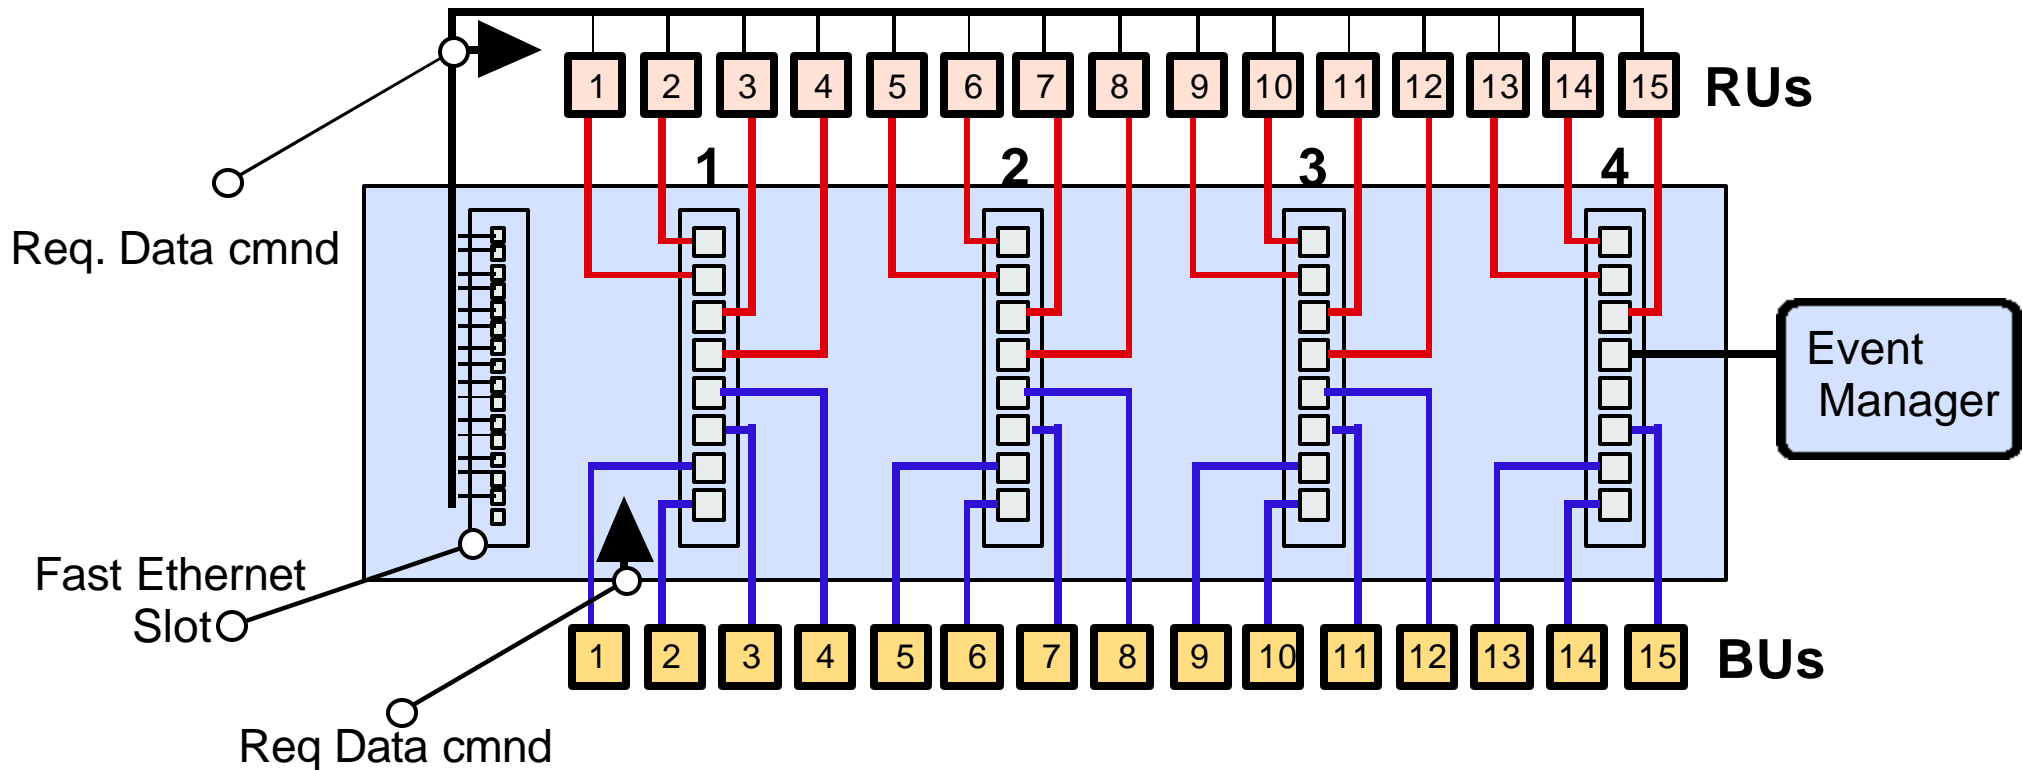 1 2 3 4 5 6 7 8 9 10 11 12 13 14 15 RUs
1 2 3 4
Req. Data cmnd
Event
Manager
Fast Ethernet
Slot
1 2 3 4 5 6 7 8 9 10 11 12 13 14 15 BUs
Req Data cmnd